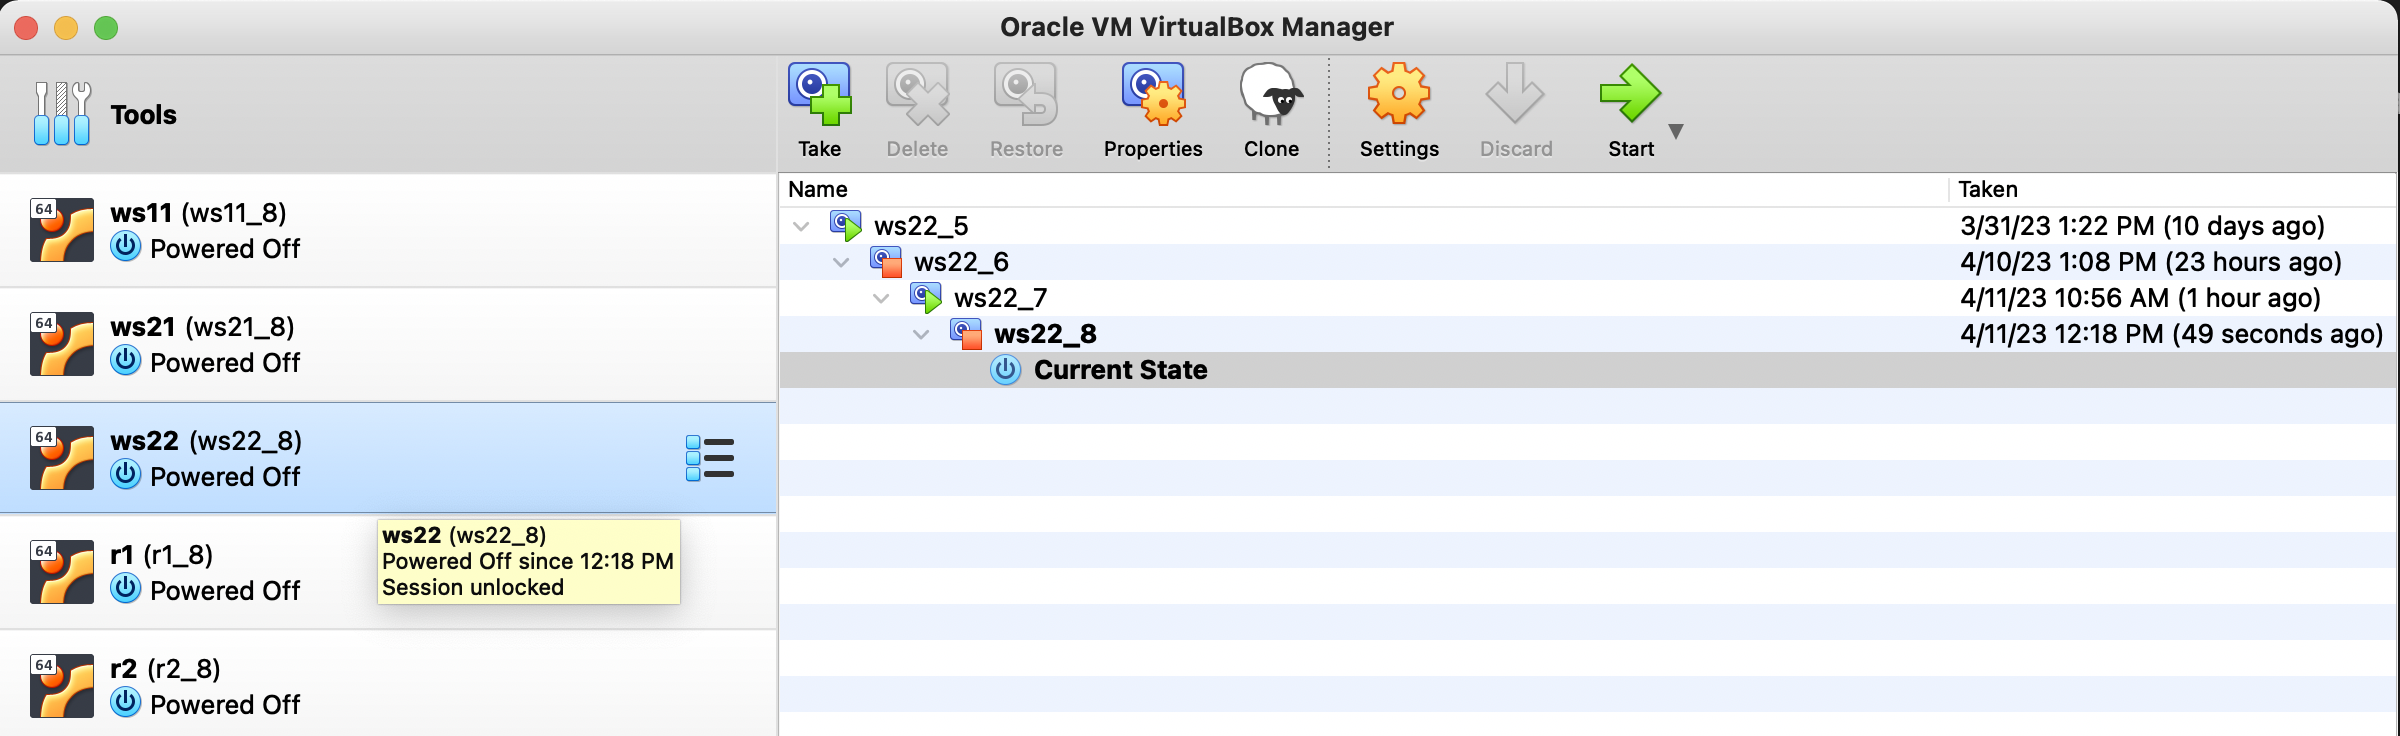 Oracle VM VirtualBox Manager
Tools
Take
Delete
Restore
Properties
Clone
Settings
Discard
Start
64
ws11 (ws11_8)
Powered Off
64
ws21 (ws21_8)
Powered Off
64
ws22 (ws22_8)
Powered Off
ws22 (ws22_8)
Powered Off since 12:18 PM
Session unlocked
64
r1 (r1_8)
Powered Off
64
r2 (r2_8)
Powered Off
Name Taken
ws22_5 3/31/23 1:22 PM (10 days ago)
ws22_6 4/10/23 1:08 PM (23 hours ago)
ws22_7 4/11/23 10:56 AM (1 hour ago)
ws22_8 4/11/23 12:18 PM (49 seconds ago)
Current State